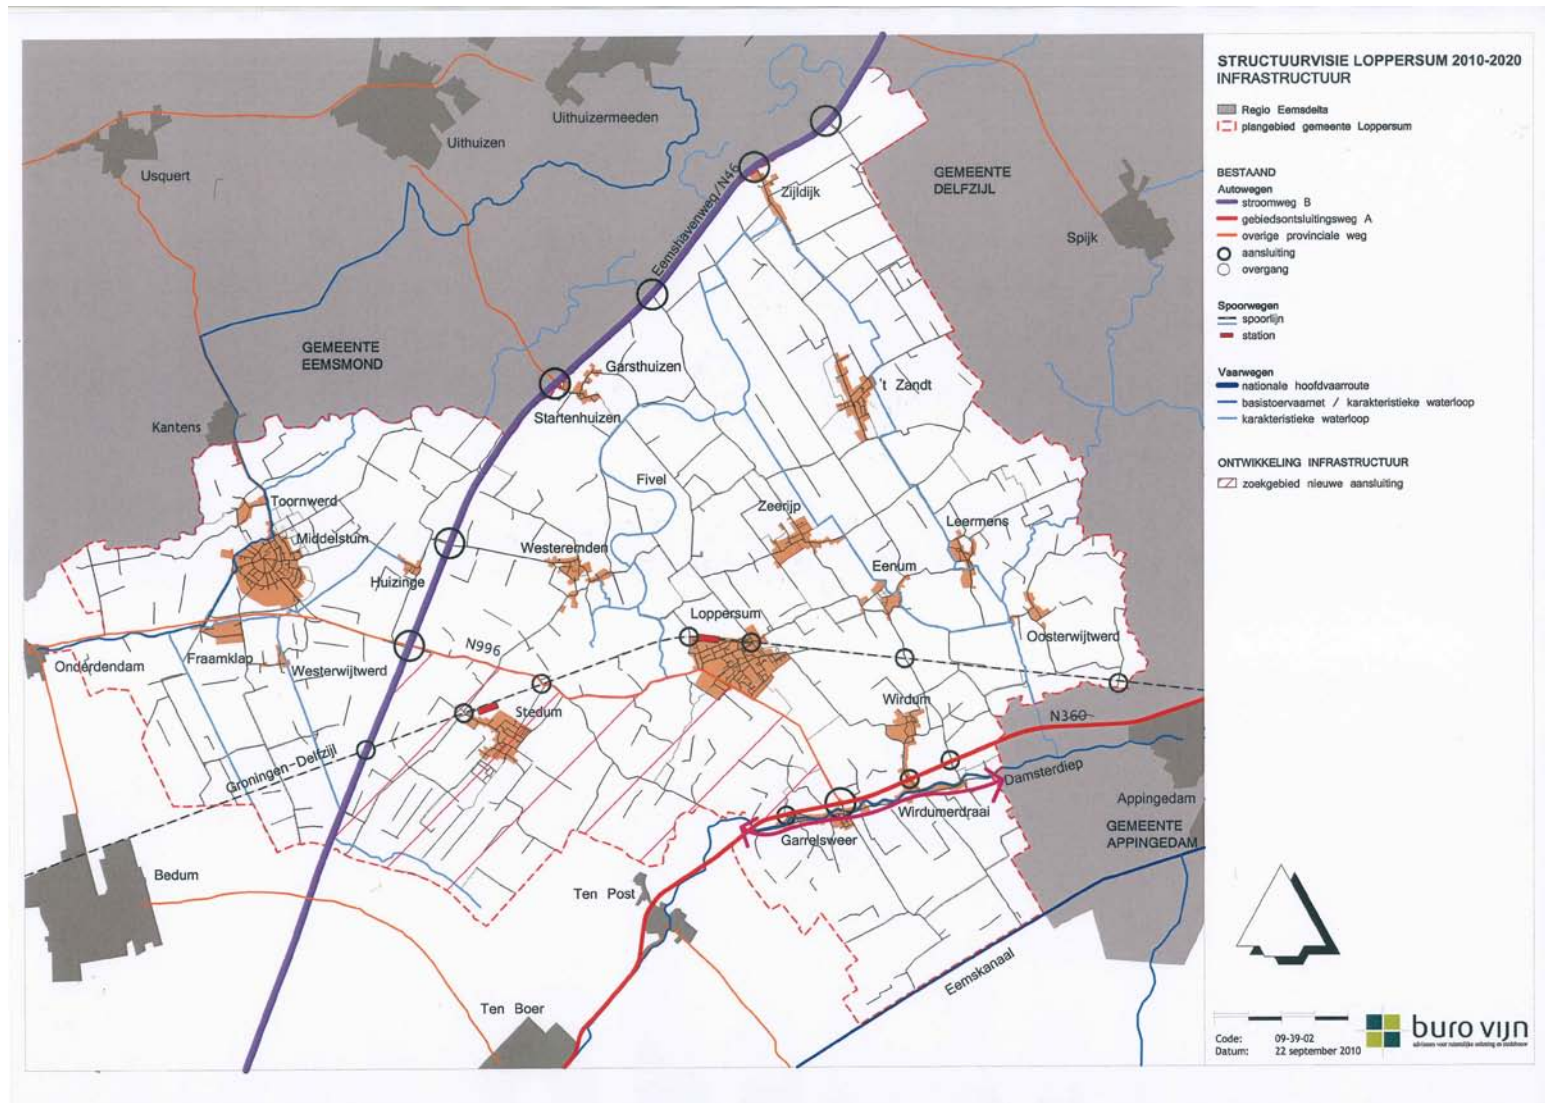 STRUCTUURVISIE LOPPERSUM 2010-2020
INFRASTRUCTUUR
Regio Eemsdelta
plangebied gemeente Loppersum
BESTAAND
Autowegen
stroomweg B
gebiedsontsluitingsweg A
overige provinciale weg
aansluiting
overgang
Spoorwegen
spoorlijn
station
Vaarwegen
nationale hoofdvaarroute
basistoervaarnet / karakteristieke waterloop
karakteristieke waterloop
ONTWIKKELING INFRASTRUCTUUR
zoekgebied nieuwe aansluiting
Uithuizermeeden
Uithuizen
Usquert
Eemshavenweg/N46
Zijldijk
GEMEENTE
DELFZIJL
Spijk
GEMEENTE
EEMSMOND
Garsthuizen
't Zandt
Startenhuizen
Kantens
Fivel
Toornwerd
Zeerijp
Leermens
Middelstum
Westeremden
Huizinge
Eenum
Loppersum
Oosterwijtwerd
N996
Onderdendam
Fraamklap
Westerwijtwerd
Wirdum
Stedum
N360
Groningen-Delfzijl
Damsterdiep
Appingedam
Wirdumerdraai
Garrelsweer
GEMEENTE
APPINGEDAM
Bedum
Ten Post
Eemskanaal
Ten Boer
buro vijn
Code: 09-39-02
Datum: 22 september 2010